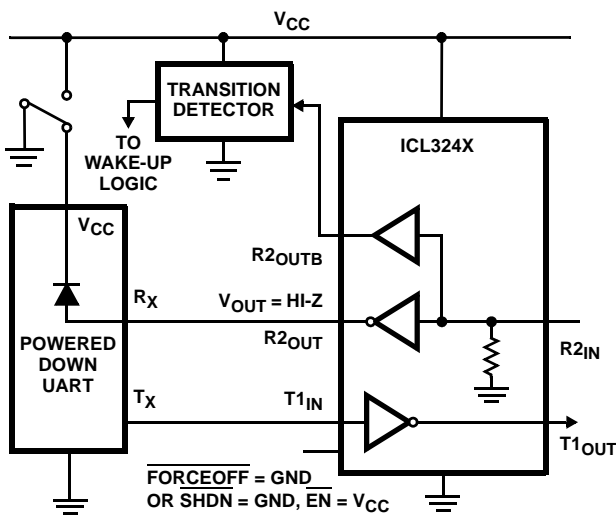 VCC
TRANSITION
DETECTOR
TO
WAKE-UP
LOGIC
ICL324X
VCC
R2OUTB
RX
VOUT = HI-Z
R2OUT
R2IN
POWERED
DOWN
UART
TX
T1IN
T1OUT
FORCEOFF = GND
OR SHDN = GND, EN = VCC